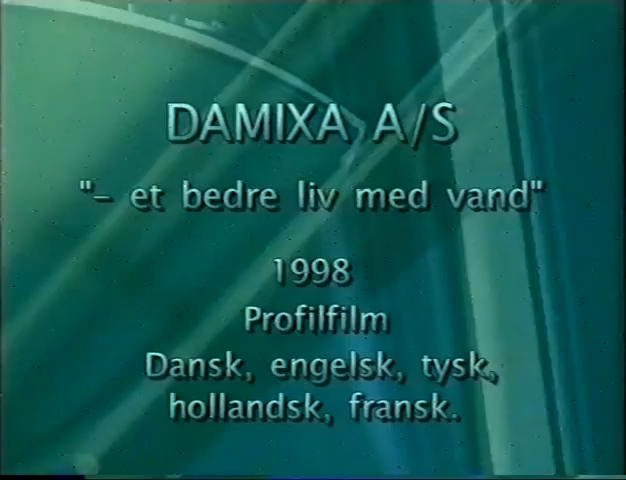 DAMIXA A/S
"– et bedre liv med vand"
1998
Profilfilm
Dansk, engelsk, tysk,
hollandsk, fransk.